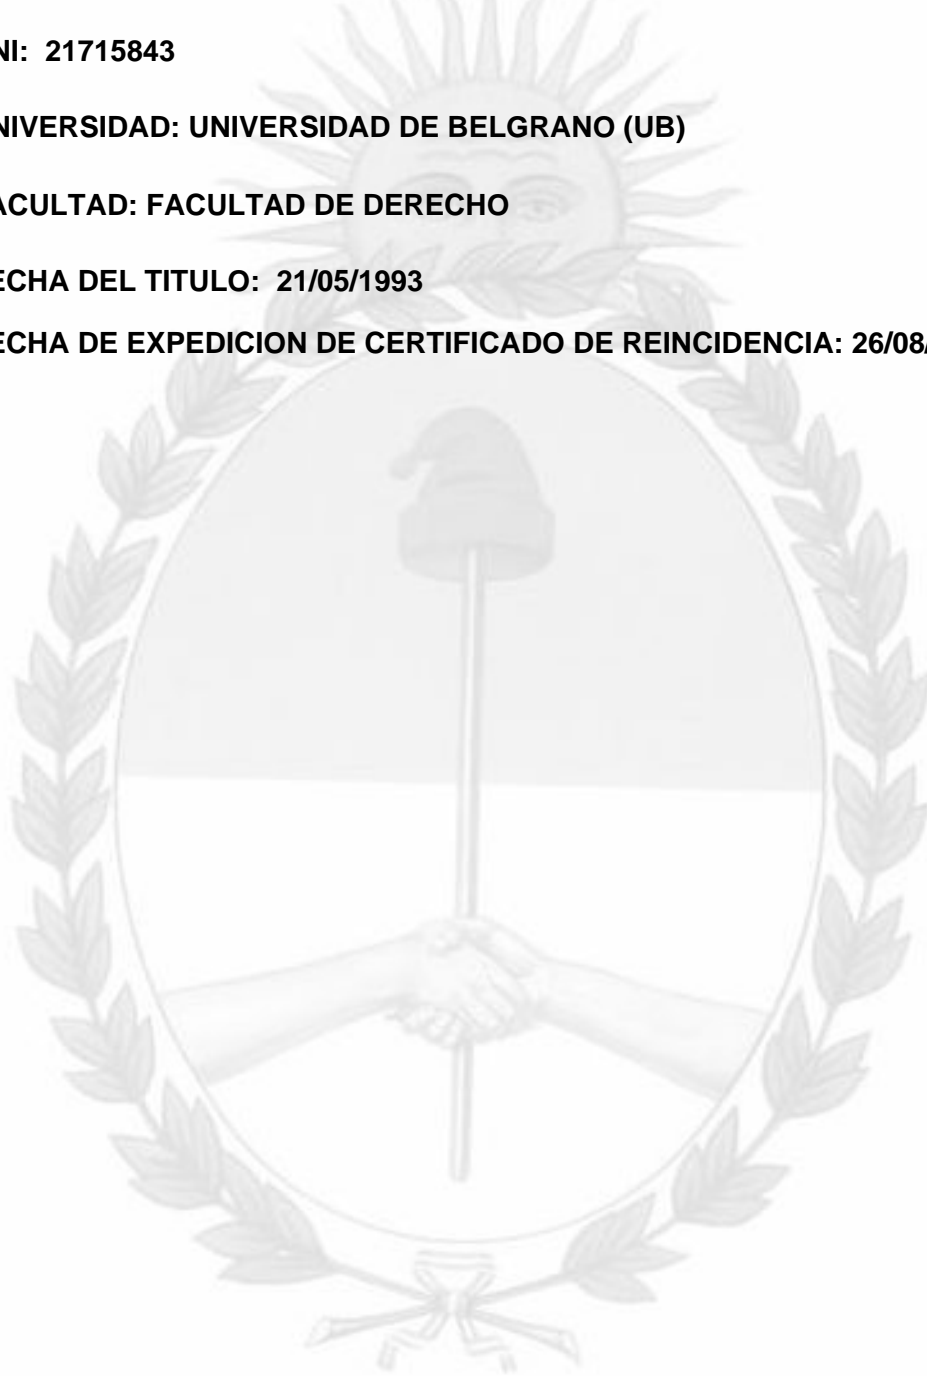 NI: 21715843
NIVERSIDAD: UNIVERSIDAD DE BELGRANO (UB)
ACULTAD: FACULTAD DE DERECHO
ECHA DEL TITULO: 21/05/1993
ECHA DE EXPEDICION DE CERTIFICADO DE REINCIDENCIA: 26/08/